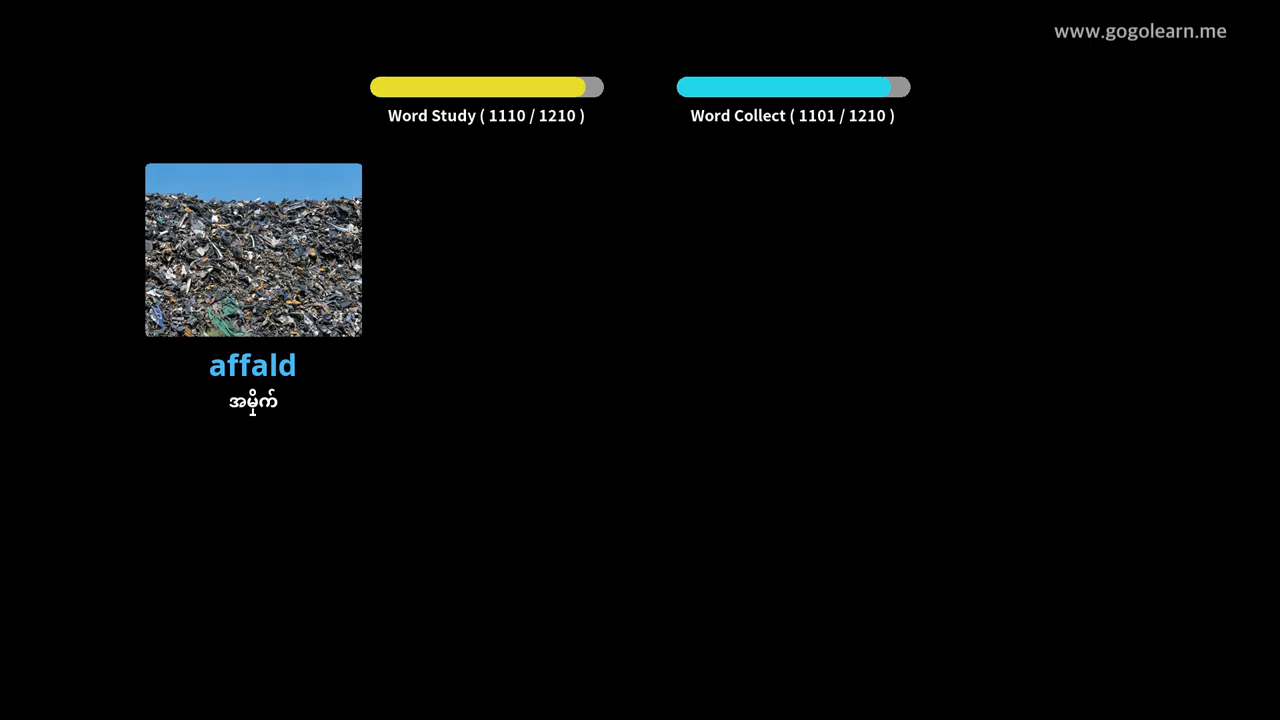 www.gogolearn.me
Word Study ( 1110 / 1210 )
Word Collect ( 1101 / 1210 )
affald
အမှိုက်